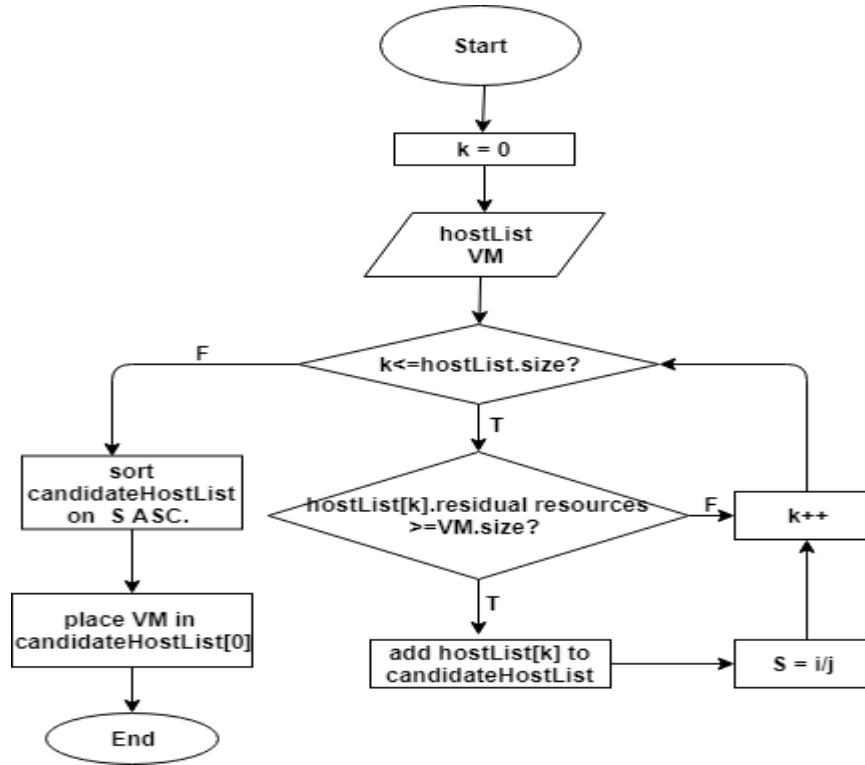 Start
k = 0
hostList
VM
k<=hostList.size?
F
T
sort
candidateHostList
on S ASC.
hostList[k].residual resources
>=VM.size?
F
k++
T
place VM in
candidateHostList[0]
add hostList[k] to
candidateHostList
S = i/j
End